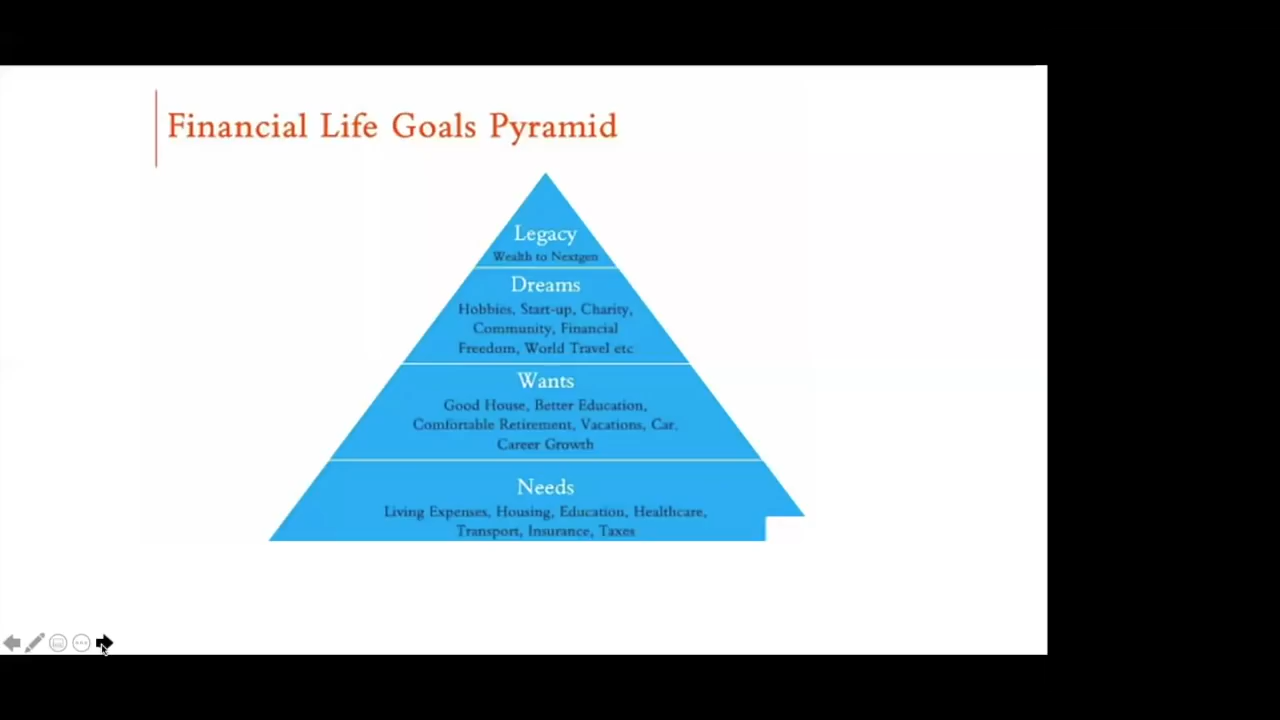 Financial Life Goals Pyramid
Legacy
Wealth to Nextgen
Dreams
Hobbies, Start-up, Charity,
Community, Financial
Freedom, World Travel etc
Wants
Good House, Better Education,
Comfortable Retirement, Vacations, Car,
Career Growth
Needs
Living Expenses, Housing, Education, Healthcare,
Transport, Insurance, Taxes